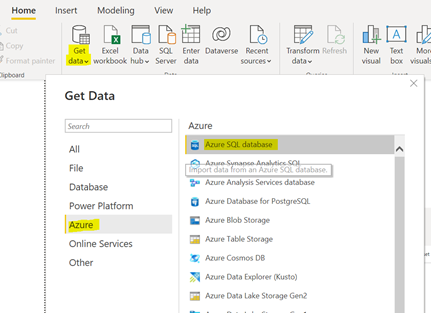 Home Insert Modeling View Help
Cut
Copy
Format painter
Clipboard
Get data
Excel workbook
Data hub
SQL Server
Enter data
Dataverse
Recent sources
Transform data
Refresh
New visual
Text box
More visuals
Data
Queries
Insert
Get Data
Search
All
File
Database
Power Platform
Azure
Online Services
Other
Azure
Azure SQL database
Azure Synapse Analytics SQL
Import data from an Azure SQL database.
Azure Analysis Services database
Azure Database for PostgreSQL
Azure Blob Storage
Azure Table Storage
Azure Cosmos DB
Azure Data Explorer (Kusto)
Azure Data Lake Storage Gen2